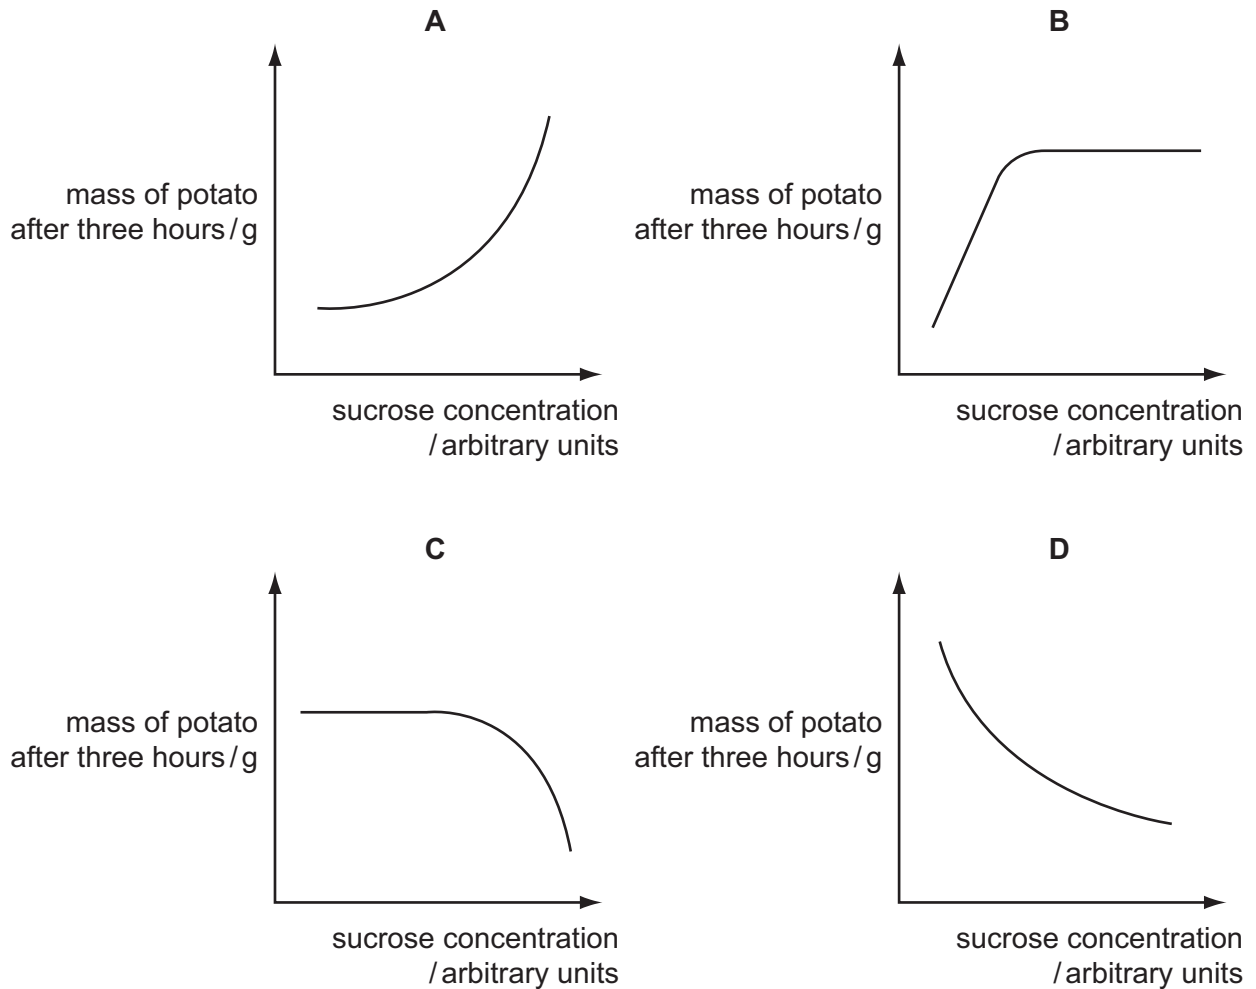 A
mass of potato
after three hours / g
sucrose concentration
/ arbitrary units
B
mass of potato
after three hours / g
sucrose concentration
/ arbitrary units
C
mass of potato
after three hours / g
sucrose concentration
/ arbitrary units
D
mass of potato
after three hours / g
sucrose concentration
/ arbitrary units